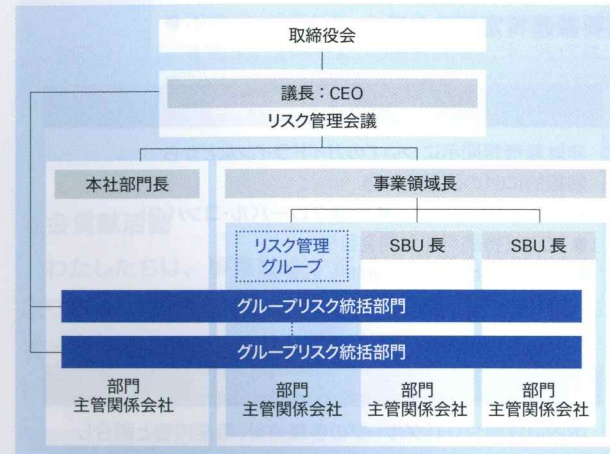 取締役会
議長：CEO
リスク管理会議
本社部門長
事業領域長
リスク管理
グループ
SBU 長
SBU 長
グループリスク統括部門
グループリスク統括部門
部門
主管関係会社
部門
主管関係会社
部門
主管関係会社
部門
主管関係会社